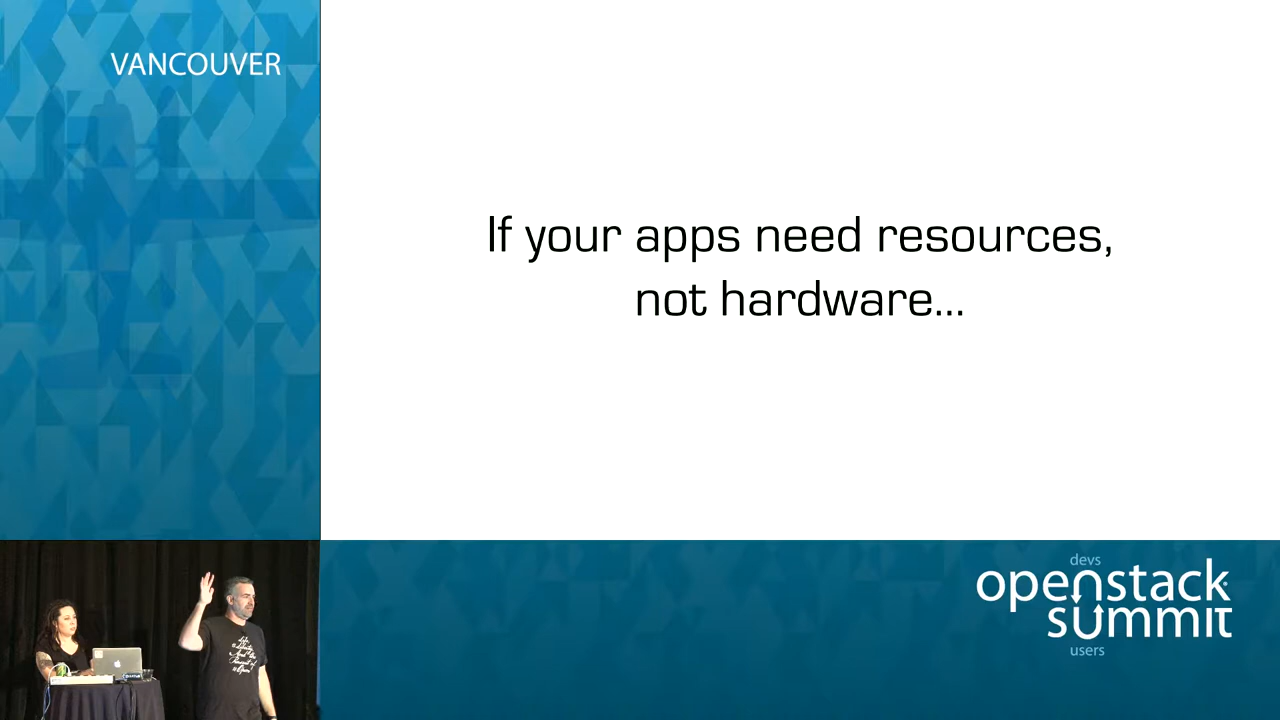 VANCOUVER
If your apps need resources,
not hardware...
devs
openstack
summit
users